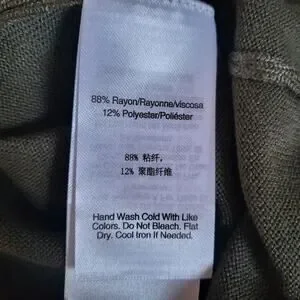 88% Rayon/Rayonne/viscosa
12% Polyester/Poliéster
88% 粘纤,
12% 聚酯纤维
Hand Wash Cold With Like
Colors. Do Not Bleach. Flat
Dry. Cool Iron If Needed.